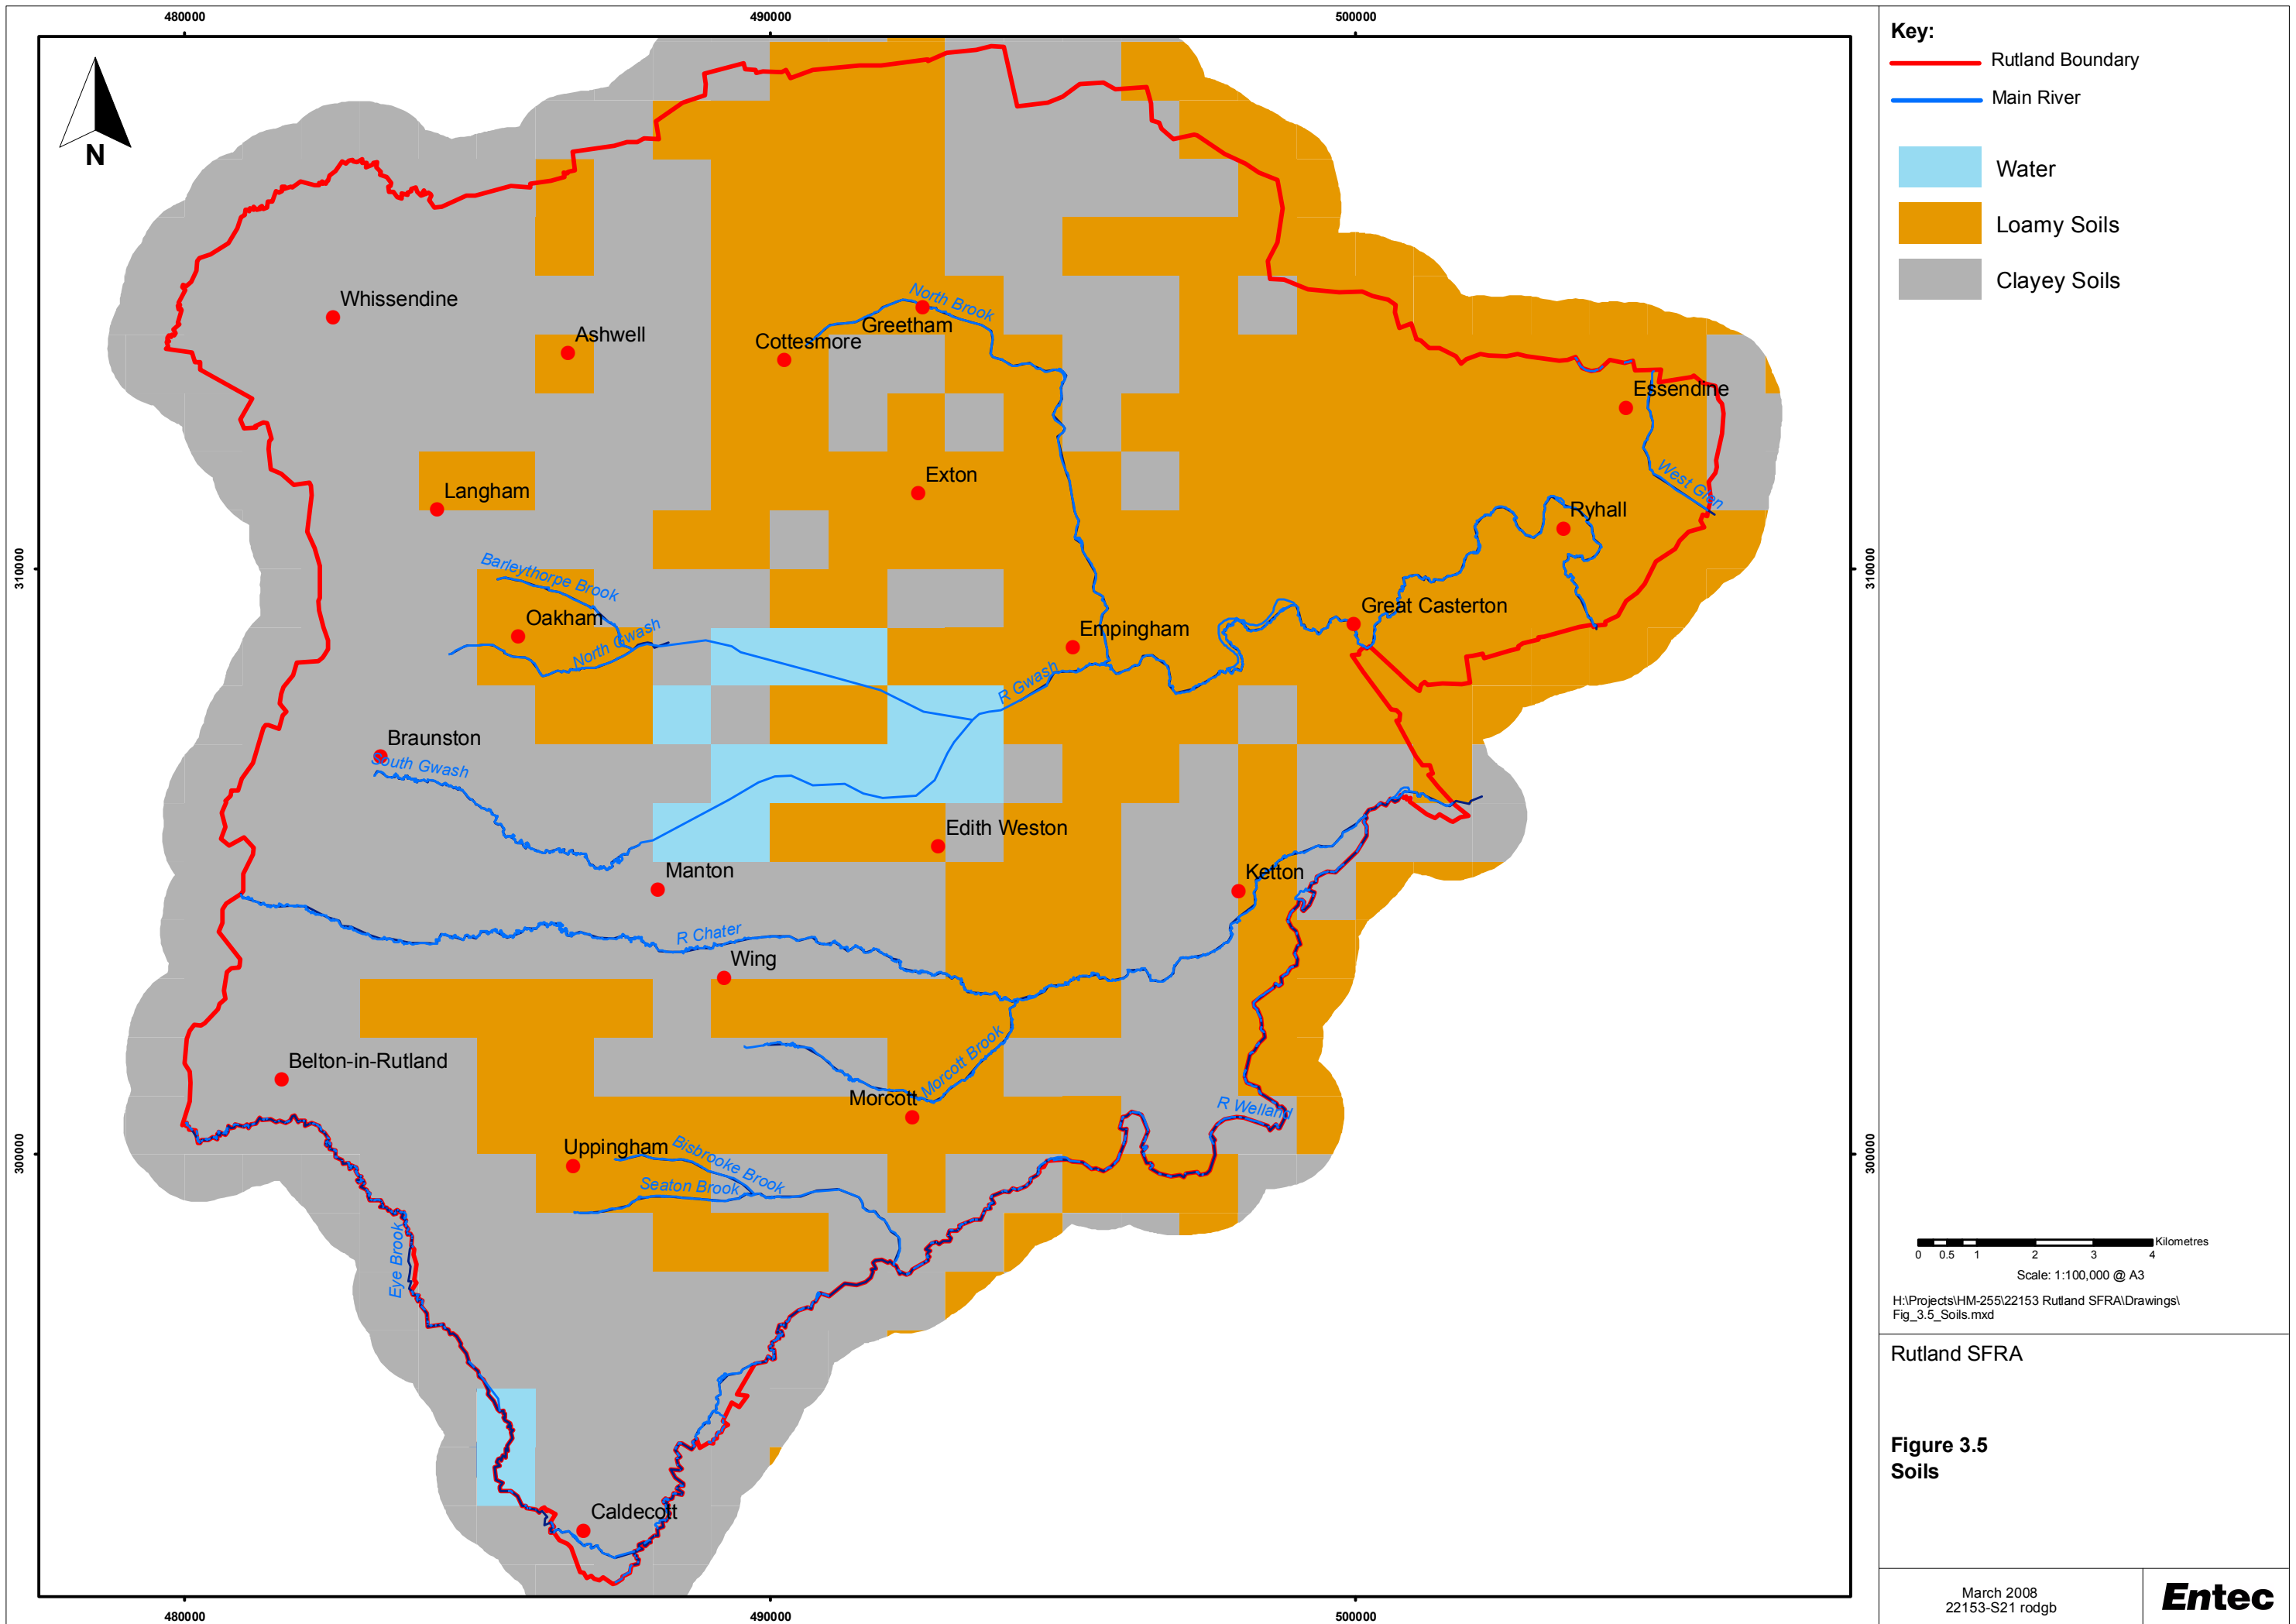 480000
490000
500000
N
310000
310000
300000
300000
Whissendine
Ashwell
Cottesmore
North Brook
Greetham
Essendine
West Glen
Langham
Exton
Ryhall
Barleythorpe Brook
Oakham
North Gwash
Empingham
Great Casterton
R Gwash
Braunston
South Gwash
Edith Weston
Manton
Ketton
R Chater
Wing
Belton-in-Rutland
Morcott Brook
Morcott
R Welland
Uppingham
Bisbrooke Brook
Seaton Brook
Eye Brook
Caldecott
480000
490000
500000
Key:
Rutland Boundary
Main River
Water
Loamy Soils
Clayey Soils
Kilometres
0 0.5 1 2 3 4
Scale: 1:100,000 @ A3
H:\Projects\HM-255\22153 Rutland SFRA\Drawings\
Fig_3.5_Soils.mxd
Rutland SFRA
Figure 3.5
Soils
March 2008
22153-S21 rodgb
Entec